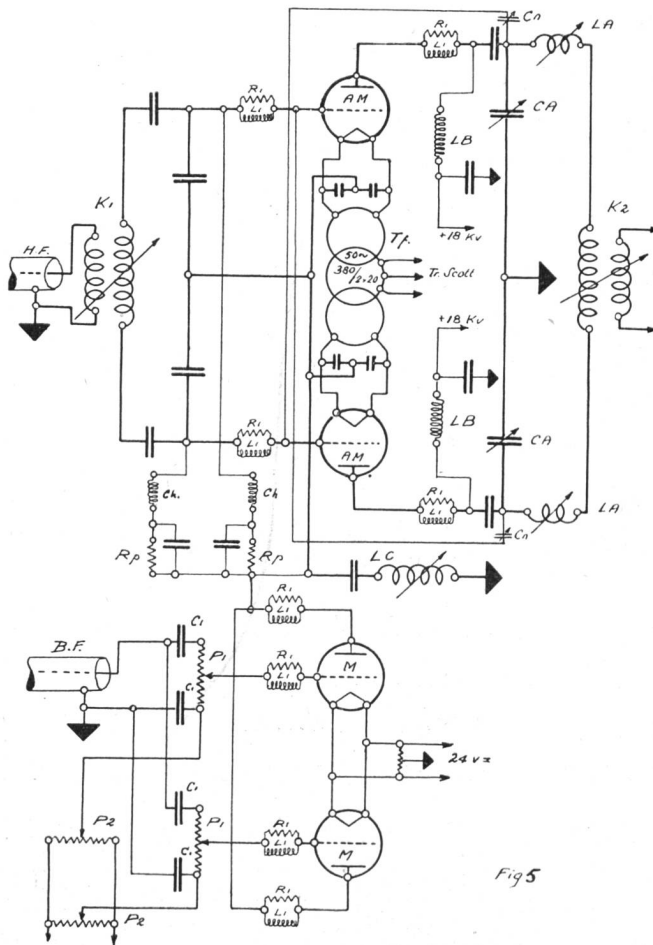 Cn
R1
L1
LA
R1
L1
AM
CA
LB
K1
H.F.
Tf.
50~
380/2×20
+18 Kv
Tr. Scott
K2
+18 Kv
LB
CA
R1
L1
AM
R1
L1
LA
Cn
Ch.
Ch
Rp
Rp
LC
R1
L1
C1
B.F.
P1
R1
L1
M
C1
24 v =
C1
P1
P2
C1
R1
L1
M
P2
R1
L1
Fig 5